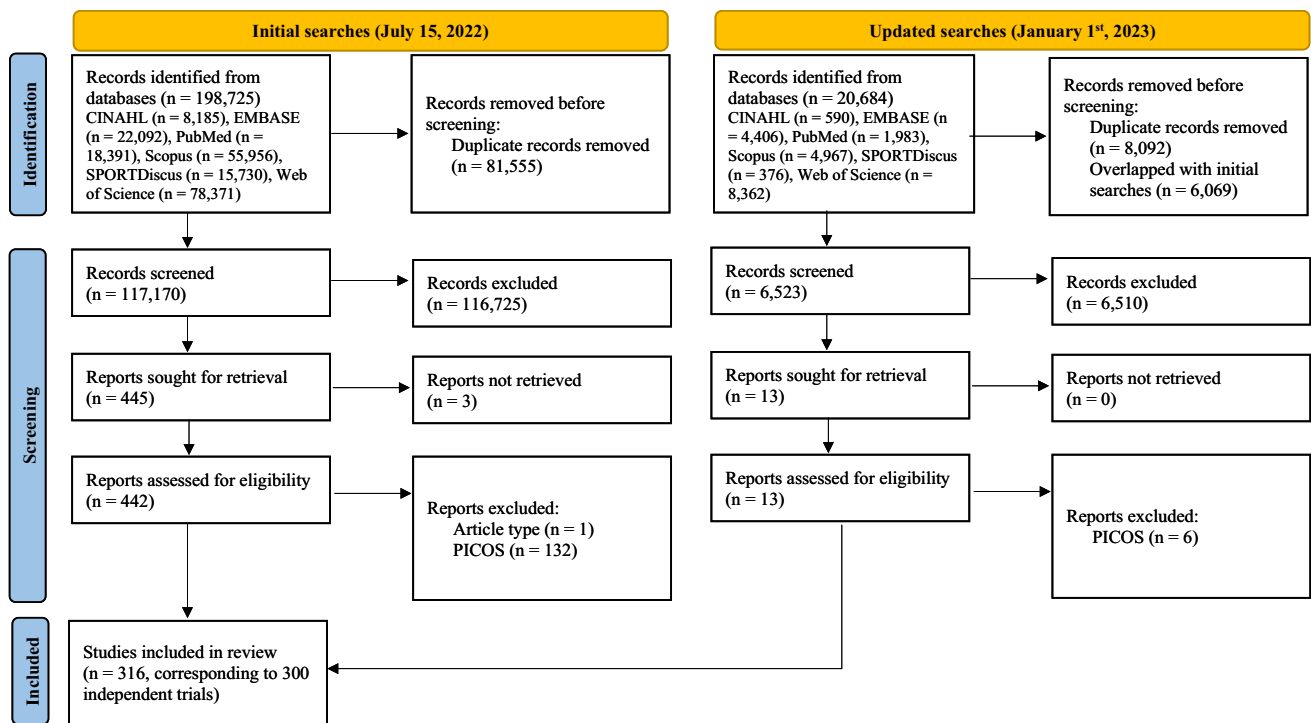 Initial searches (July 15, 2022)
Updated searches (January 1st, 2023)
Identification
Records identified from
databases (n = 198,725)
CINAHL (n = 8,185), EMBASE
(n = 22,092), PubMed (n =
18,391), Scopus (n = 55,956),
SPORTDiscus (n = 15,730), Web
of Science (n = 78,371)
Records removed before
screening:
Duplicate records removed
(n = 81,555)
Records identified from
databases (n = 20,684)
CINAHL (n = 590), EMBASE (n
= 4,406), PubMed (n = 1,983),
Scopus (n = 4,967), SPORTDiscus
(n = 376), Web of Science (n =
8,362)
Records removed before
screening:
Duplicate records removed
(n = 8,092)
Overlapped with initial
searches (n = 6,069)
Screening
Records screened
(n = 117,170)
Records excluded
(n = 116,725)
Records screened
(n = 6,523)
Records excluded
(n = 6,510)
Reports sought for retrieval
(n = 445)
Reports not retrieved
(n = 3)
Reports sought for retrieval
(n = 13)
Reports not retrieved
(n = 0)
Reports assessed for eligibility
(n = 442)
Reports excluded:
Article type (n = 1)
PICOS (n = 132)
Reports assessed for eligibility
(n = 13)
Reports excluded:
PICOS (n = 6)
Included
Studies included in review
(n = 316, corresponding to 300
independent trials)